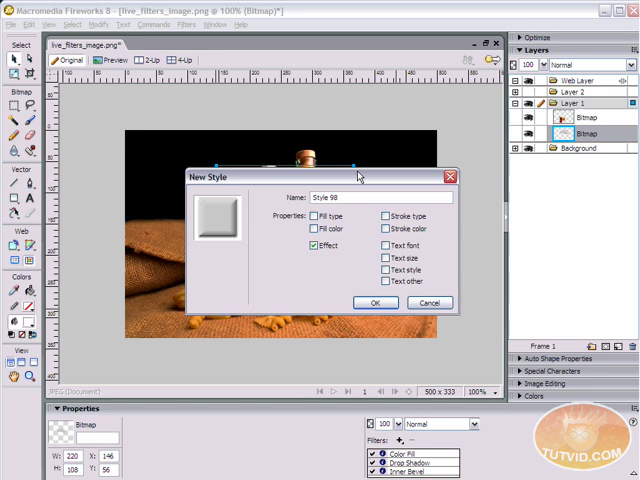 Macromedia Fireworks 8 - [live_filters_image.png @ 100% (Bitmap)*]
File Edit View Select Modify Text Commands Filters Window Help
Select
Bitmap
Vector
Web
Colors
View
live_filters_image.png*
Original Preview 2-Up 4-Up
New Style
Name: Style 98
Properties: Fill type Stroke type
Fill color Stroke color
Effect Text font
Text size
Text style
Text other
OK Cancel
JPEG (Document) 1 500 x 333 100%
Optimize
Layers
100 Normal
Web Layer
Layer 2
Layer 1
Bitmap
Bitmap
Background
Frame 1
Auto Shape Properties
Special Characters
Image Editing
Colors
Properties
Bitmap
W: 220 X: 146
H: 108 Y: 56
100 Normal
Filters:
Color Fill
Drop Shadow
Inner Bevel
TUTVID.COM